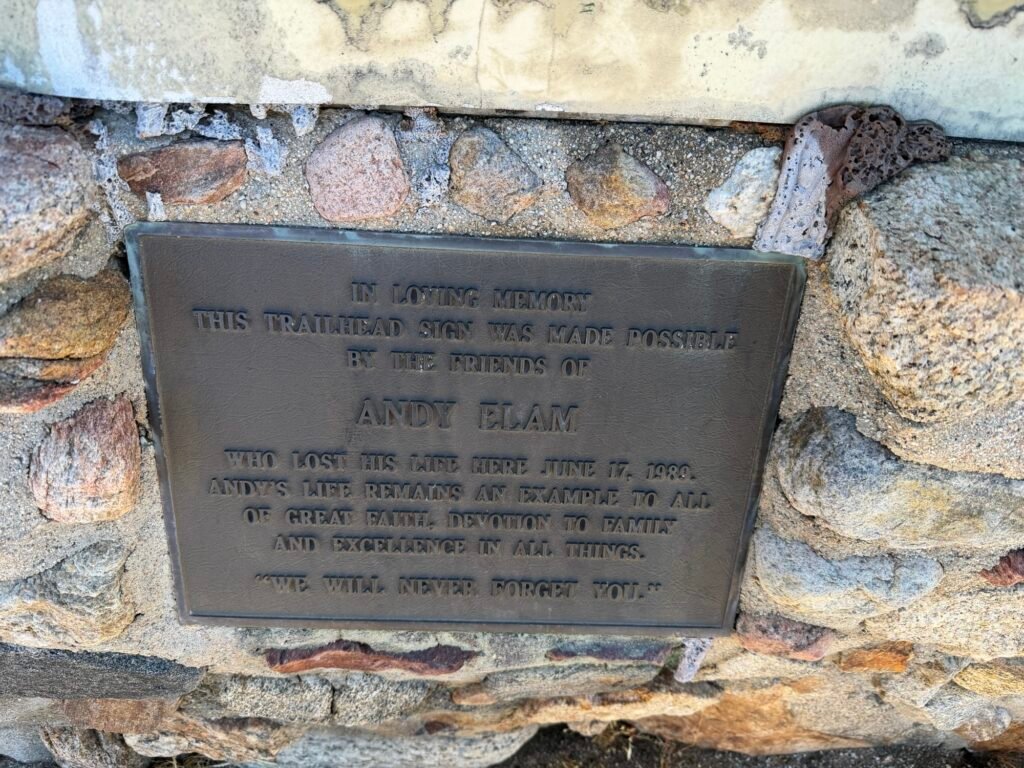 IN LOVING MEMORY
THIS TRAILHEAD SIGN WAS MADE POSSIBLE
BY THE FRIENDS OF
ANDY ELAM
WHO LOST HIS LIFE HERE JUNE 17, 1989.
ANDY'S LIFE REMAINS AN EXAMPLE TO ALL
OF GREAT FAITH, DEVOTION TO FAMILY
AND EXCELLENCE IN ALL THINGS.
"WE WILL NEVER FORGET YOU."